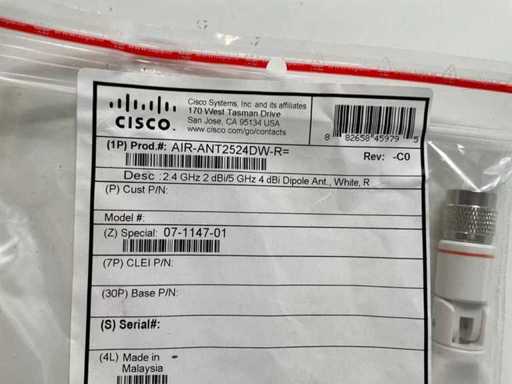 CISCO.
Cisco Systems, Inc. and its affiliates
170 West Tasman Drive
San Jose, CA 95134 USA
www.cisco.com/go/contacts
8 82658 45979 5
(1P) Prod.#: AIR-ANT2524DW-R=
Rev: -C0
Desc : 2.4 GHz 2 dBi/5 GHz 4 dBi Dipole Ant., White, R
(P) Cust P/N:
Model #:
(Z) Special: 07-1147-01
(7P) CLEI P/N:
(30P) Base P/N:
(S) Serial#:
(4L) Made in
Malaysia